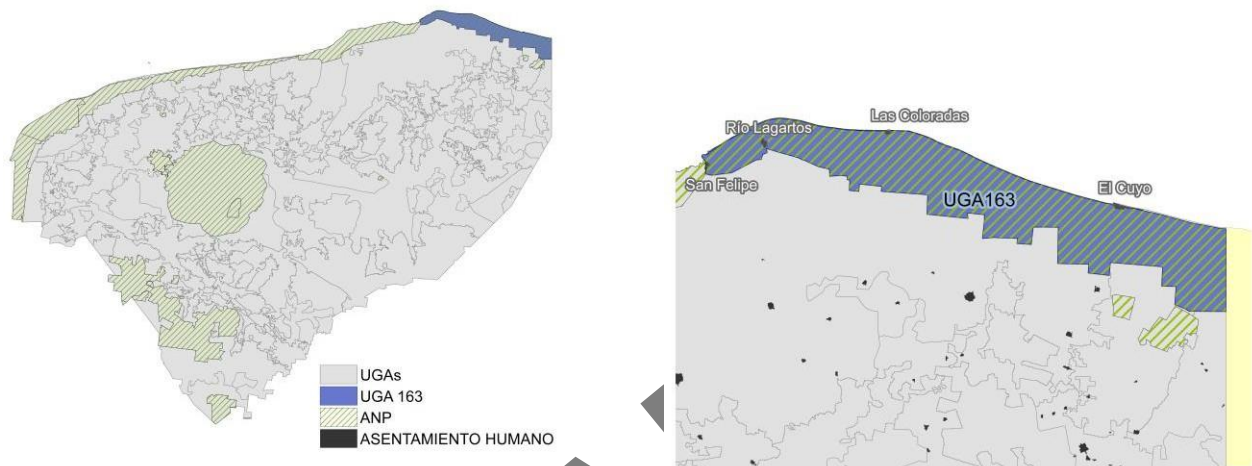 UGAs
UGA 163
ANP
ASENTAMIENTO HUMANO
Las Coloradas
Río Lagartos
San Felipe
El Cuyo
UGA163